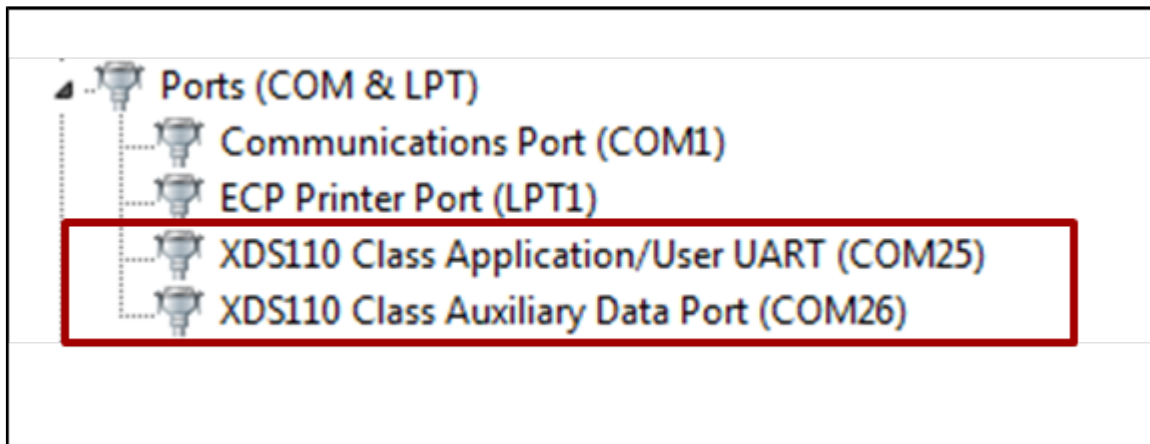 Ports (COM & LPT)
Communications Port (COM1)
ECP Printer Port (LPT1)
XDS110 Class Application/User UART (COM25)
XDS110 Class Auxiliary Data Port (COM26)